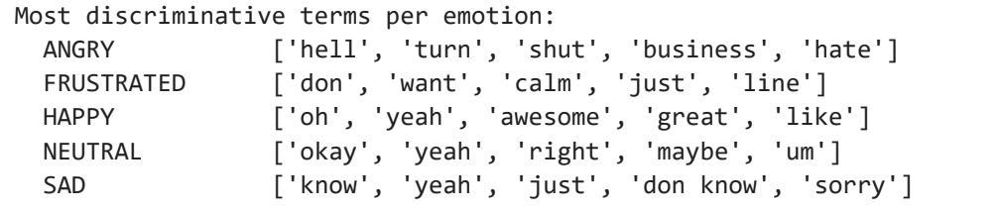 Most discriminative terms per emotion:
ANGRY ['hell', 'turn', 'shut', 'business', 'hate']
FRUSTRATED ['don', 'want', 'calm', 'just', 'line']
HAPPY ['oh', 'yeah', 'awesome', 'great', 'like']
NEUTRAL ['okay', 'yeah', 'right', 'maybe', 'um']
SAD ['know', 'yeah', 'just', 'don know', 'sorry']